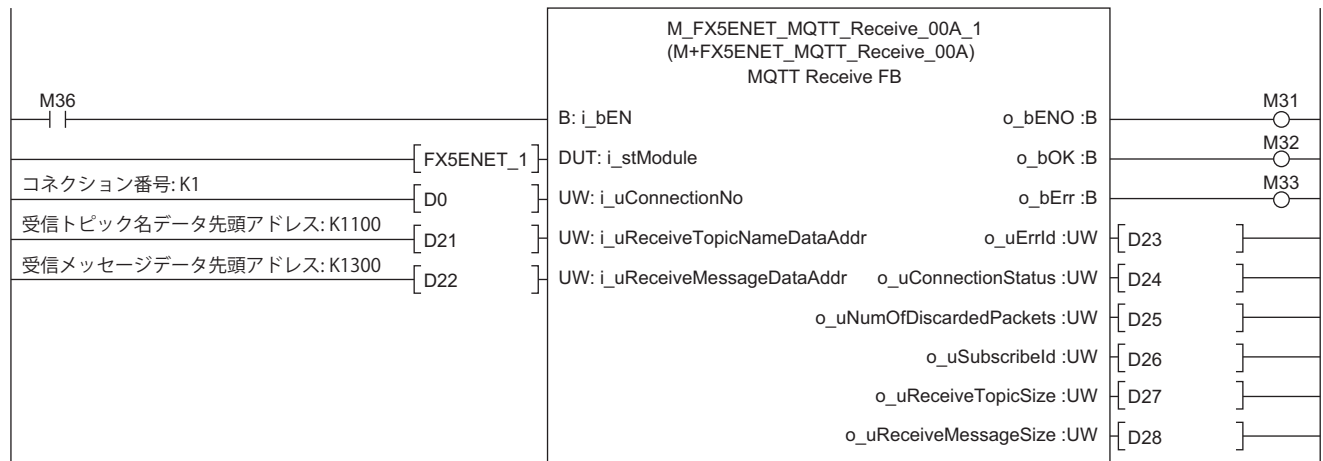 M_FX5ENET_MQTT_Receive_00A_1
(M+FX5ENET_MQTT_Receive_00A)
MQTT Receive FB
M36
B: i_bEN
o_bENO :B
M31
FX5ENET_1
DUT: i_stModule
o_bOK :B
M32
コネクション番号: K1
D0
UW: i_uConnectionNo
o_bErr :B
M33
受信トピック名データ先頭アドレス: K1100
D21
UW: i_uReceiveTopicNameDataAddr
o_uErrId :UW
D23
受信メッセージデータ先頭アドレス: K1300
D22
UW: i_uReceiveMessageDataAddr
o_uConnectionStatus :UW
D24
o_uNumOfDiscardedPackets :UW
D25
o_uSubscribeId :UW
D26
o_uReceiveTopicSize :UW
D27
o_uReceiveMessageSize :UW
D28